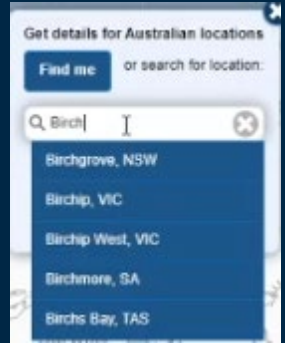 Get details for Australian locations
Find me or search for location:
Birch
Birchgrove, NSW
Birchip, VIC
Birchip West, VIC
Birchmore, SA
Birchs Bay, TAS